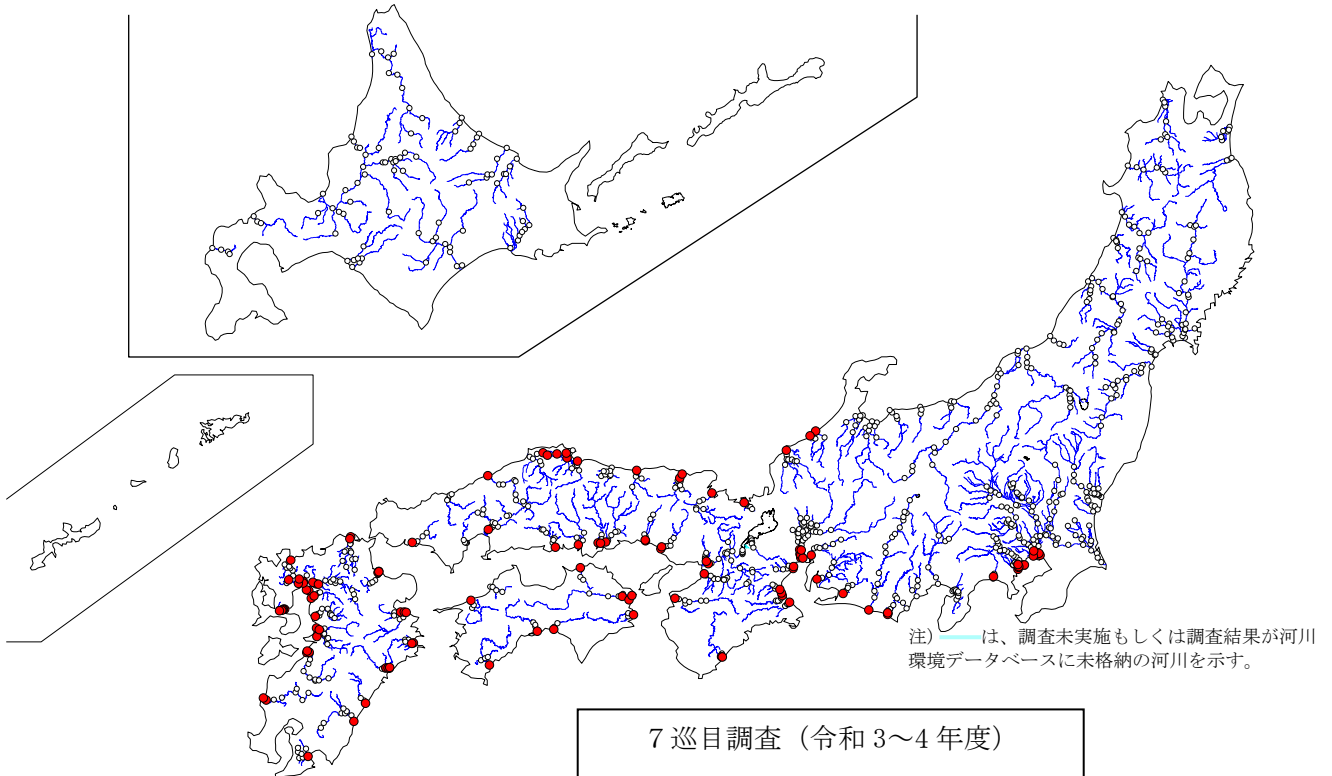 注） は、調査未実施もしくは調査結果が河川
環境データベースに未格納の河川を示す。
7 巡目調査（令和 3～4 年度）